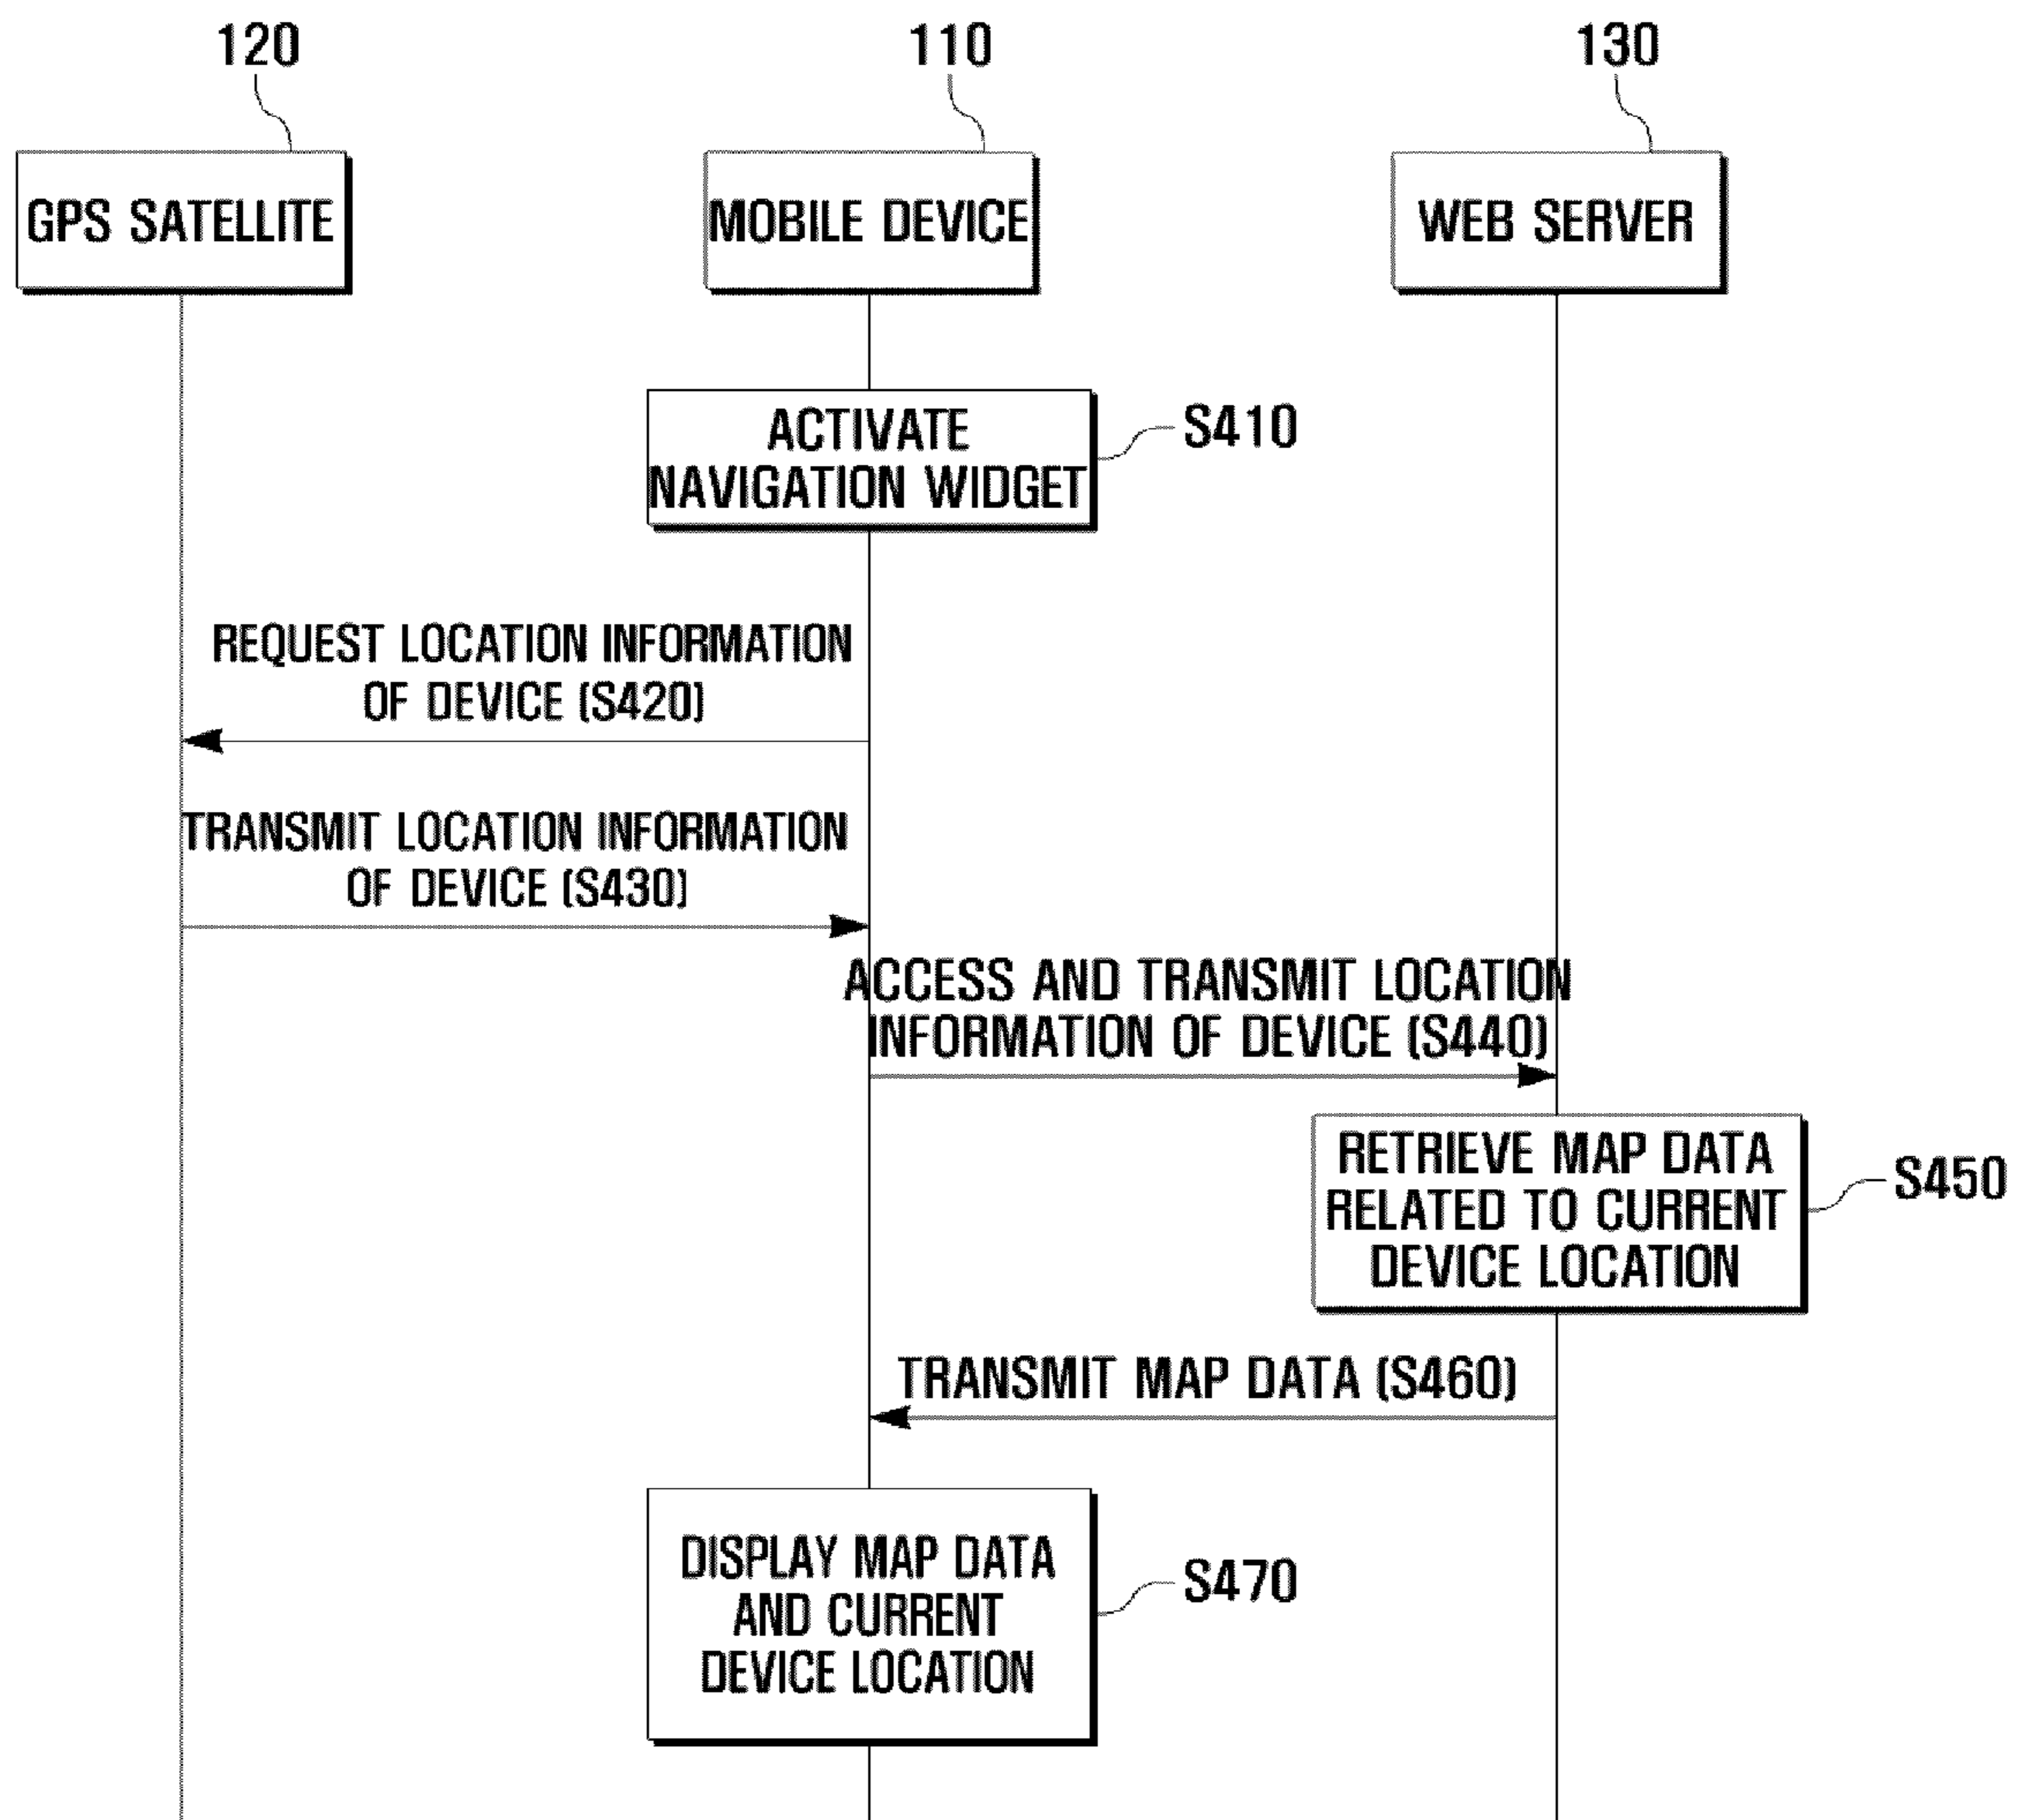 120
110
130
GPS SATELLITE
MOBILE DEVICE
WEB SERVER
ACTIVATE
NAVIGATION WIDGET
S410
REQUEST LOCATION INFORMATION
OF DEVICE (S420)
TRANSMIT LOCATION INFORMATION
OF DEVICE (S430)
ACCESS AND TRANSMIT LOCATION
INFORMATION OF DEVICE (S440)
RETRIEVE MAP DATA
RELATED TO CURRENT
DEVICE LOCATION
S450
TRANSMIT MAP DATA (S460)
DISPLAY MAP DATA
AND CURRENT
DEVICE LOCATION
S470